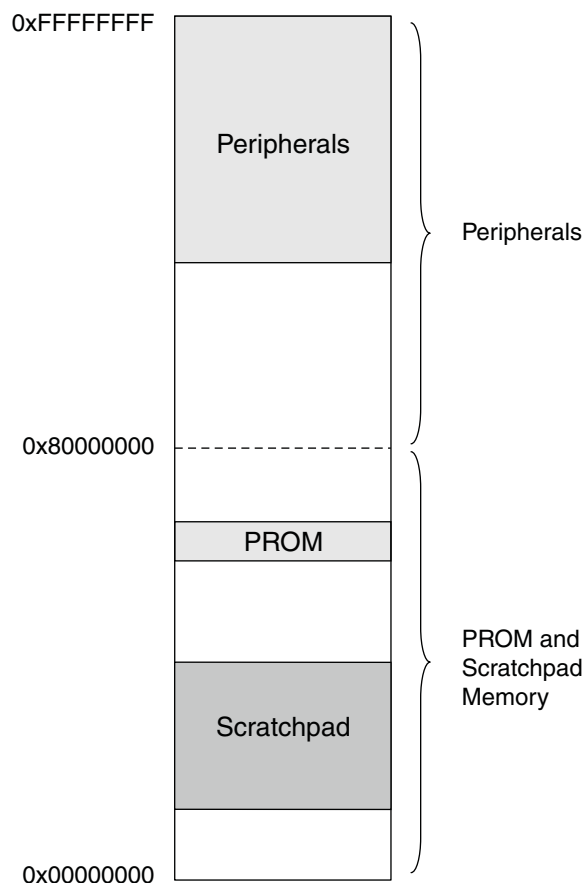 0xFFFFFFFF
Peripherals
Peripherals
0x80000000
PROM
PROM and
Scratchpad
Memory
Scratchpad
0x00000000